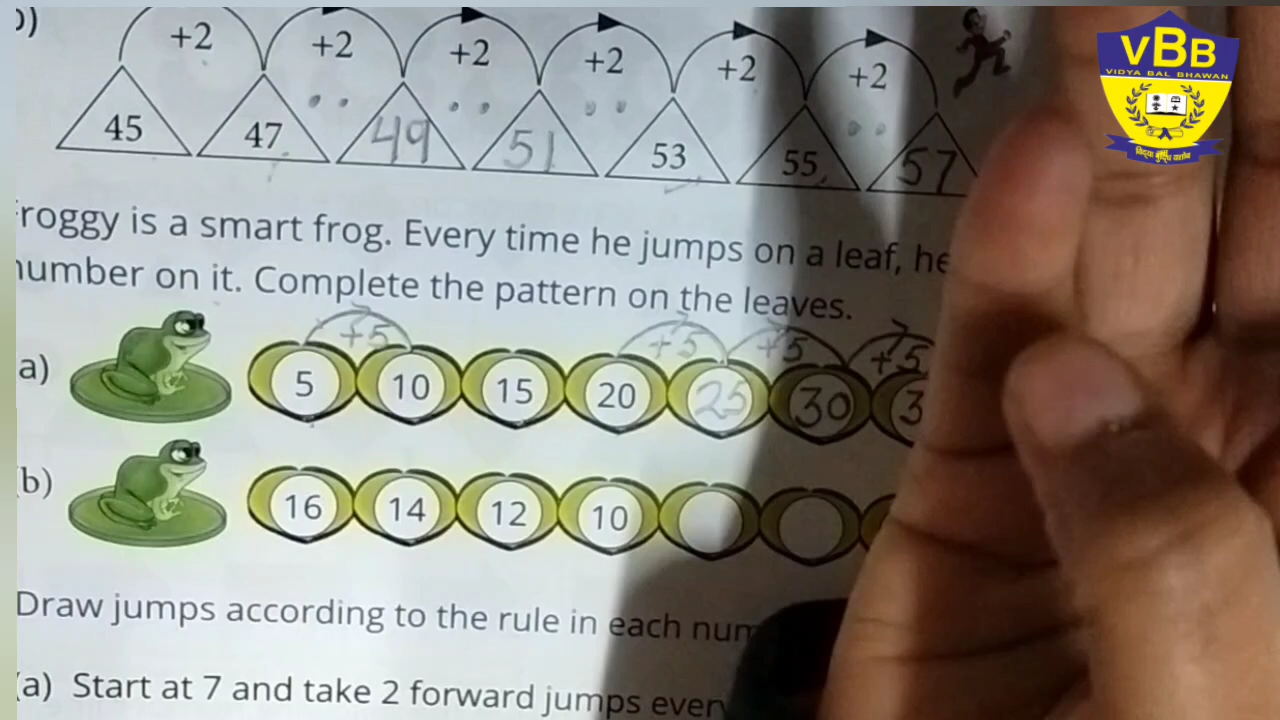 +2 +2 +2 +2 +2 +2
45 47 49 51 53 55 57
VBB
VIDYA BAL BHAWAN
roggy is a smart frog. Every time he jumps on a leaf, he
number on it. Complete the pattern on the leaves.
+5 +5 +5 +5
a) 5 10 15 20 25 30 3
b) 16 14 12 10
Draw jumps according to the rule in each num
(a) Start at 7 and take 2 forward jumps ever